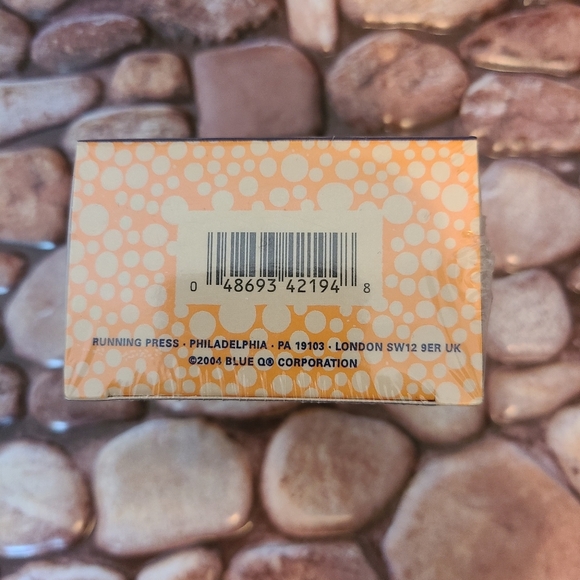 0 48693 42194 8
RUNNING PRESS · PHILADELPHIA · PA 19103 · LONDON SW12 9ER UK
©2004 BLUE Q® CORPORATION